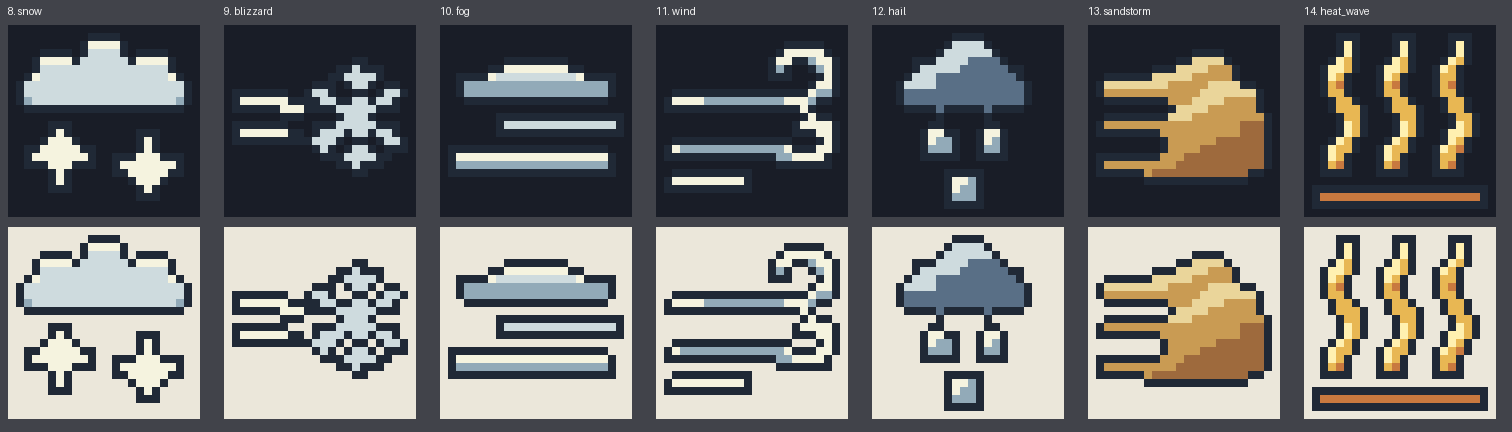 8. snow
9. blizzard
10. fog
11. wind
12. hail
13. sandstorm
14. heat_wave